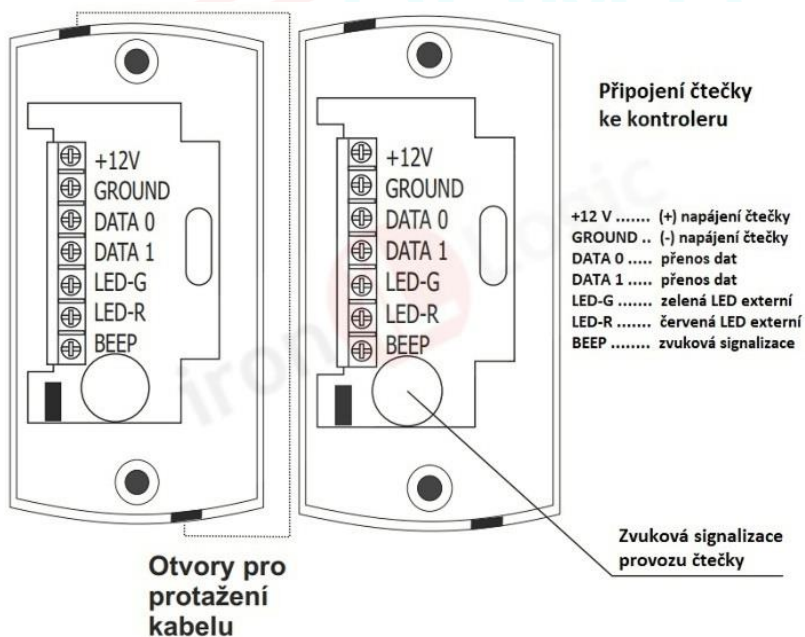 +12V
GROUND
DATA 0
DATA 1
LED-G
LED-R
BEEP
+12V
GROUND
DATA 0
DATA 1
LED-G
LED-R
BEEP
Připojení čtečky
ke kontroleru
+12 V ....... (+) napájení čtečky
GROUND .. (-) napájení čtečky
DATA 0 ..... přenos dat
DATA 1 ..... přenos dat
LED-G ....... zelená LED externí
LED-R ....... červená LED externí
BEEP ........ zvuková signalizace
iron Logic
Zvuková signalizace
provozu čtečky
Otvory pro
protažení
kabelu